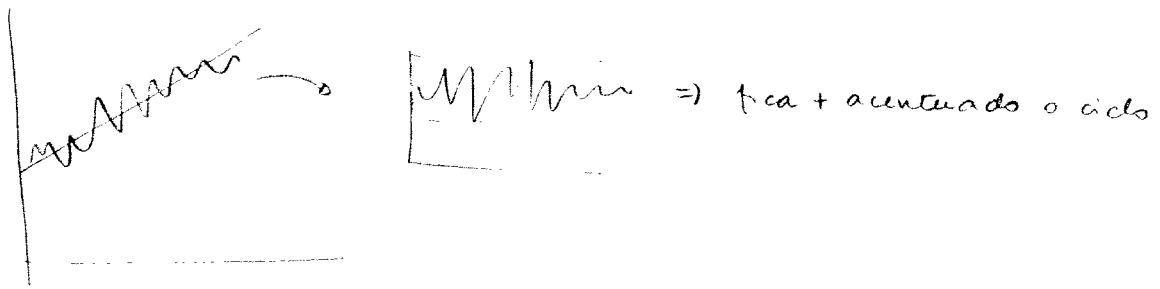 =) fica + acentuado o ciclo